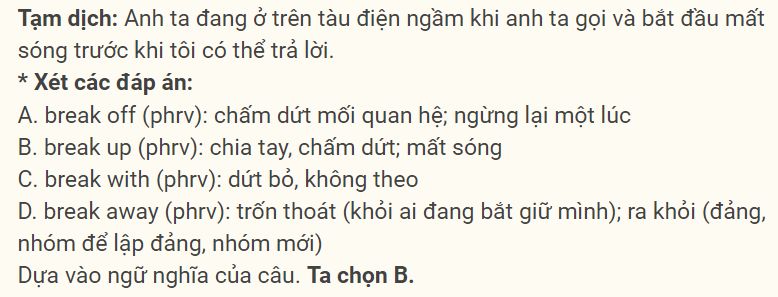 Tạm dịch: Anh ta đang ở trên tàu điện ngầm khi anh ta gọi và bắt đầu mất
sóng trước khi tôi có thể trả lời.
* Xét các đáp án:
A. break off (phrv): chấm dứt mối quan hệ; ngừng lại một lúc
B. break up (phrv): chia tay, chấm dứt; mất sóng
C. break with (phrv): dứt bỏ, không theo
D. break away (phrv): trốn thoát (khỏi ai đang bắt giữ mình); ra khỏi (đảng,
nhóm để lập đảng, nhóm mới)
Dựa vào ngữ nghĩa của câu. Ta chọn B.